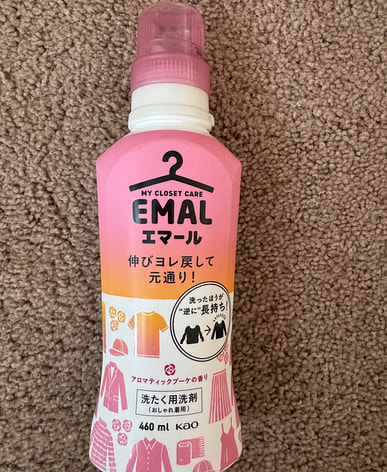 MY CLOSET CARE
EMAL
エマール
伸びヨレ戻して
元通り！
洗ったほうが
“逆に”長持ち！
アロマティックブーケの香り
洗たく用洗剤
（おしゃれ着用）
460 ml Kao